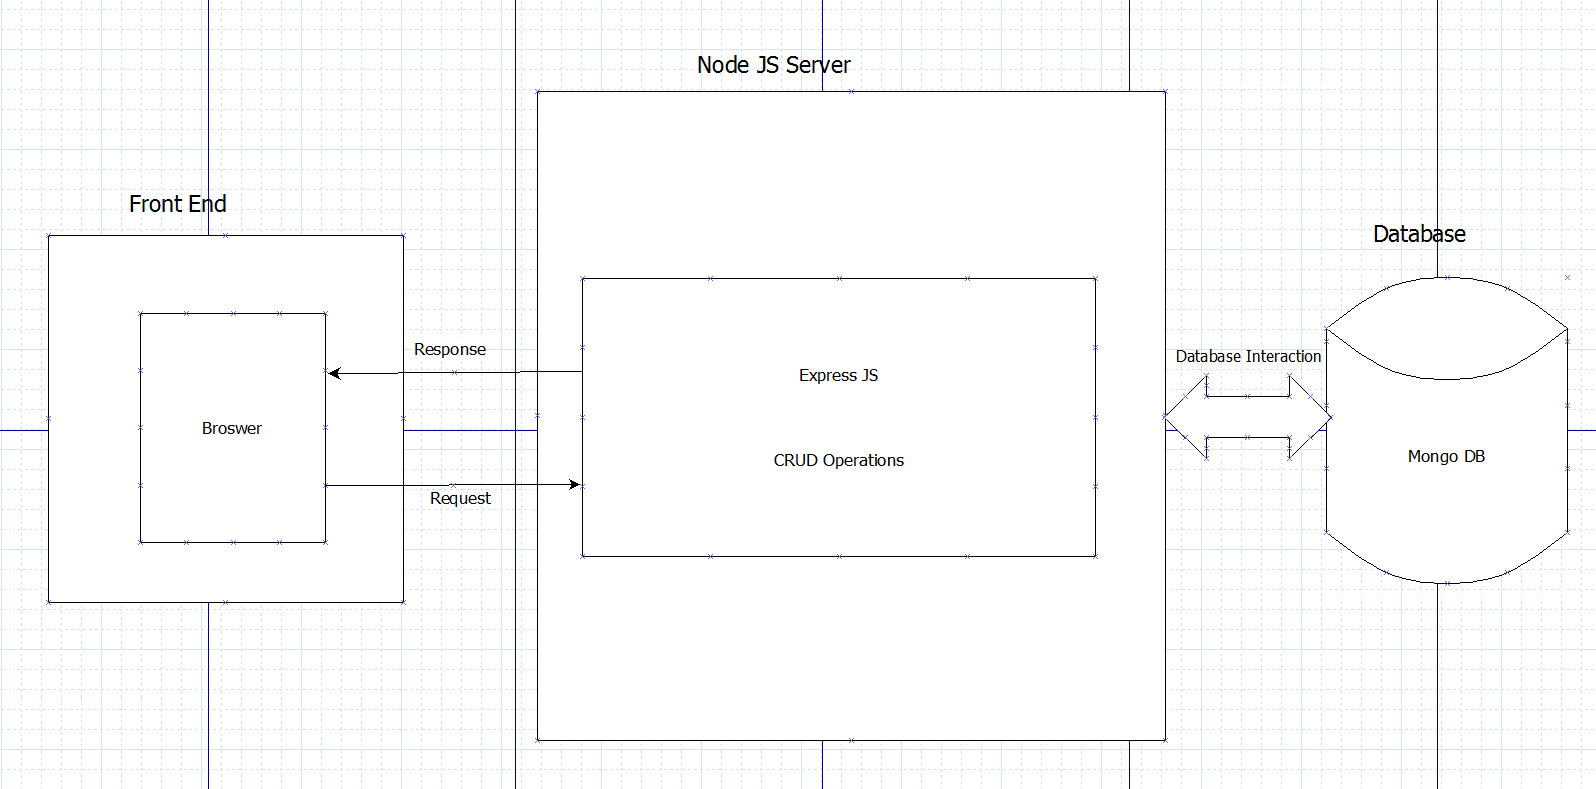 Node JS Server
Front End
Database
Response
Database Interaction
Express JS
Broswer
Mongo DB
CRUD Operations
Request